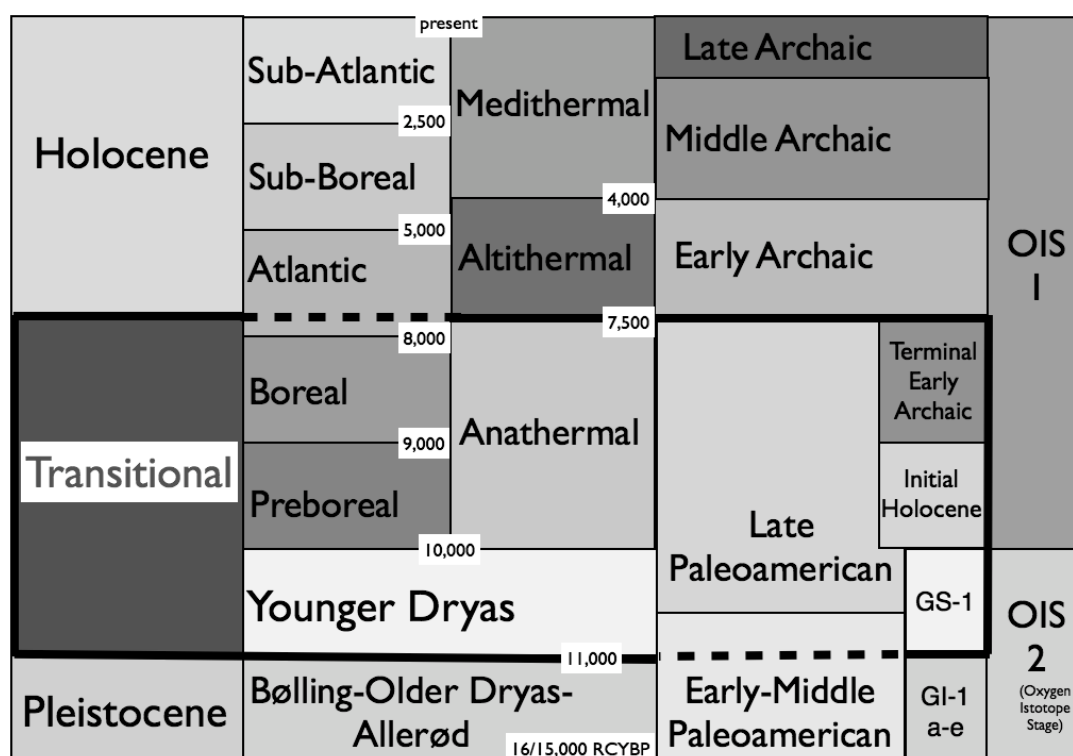 present
Sub-Atlantic
Medithermal
Late Archaic
2,500
Holocene
Middle Archaic
Sub-Boreal
4,000
5,000
Atlantic
Altithermal
Early Archaic
OIS
1
7,500
8,000
Boreal
Anathermal
Terminal
Early
Archaic
9,000
Transitional
Preboreal
Initial
Holocene
10,000
Late
Paleoamerican
Younger Dryas
GS-1
OIS
2
(Oxygen
Istotope
Stage)
11,000
Pleistocene
Bølling-Older Dryas-
Allerød
Early-Middle
Paleoamerican
GI-1
a-e
16/15,000 RCYBP